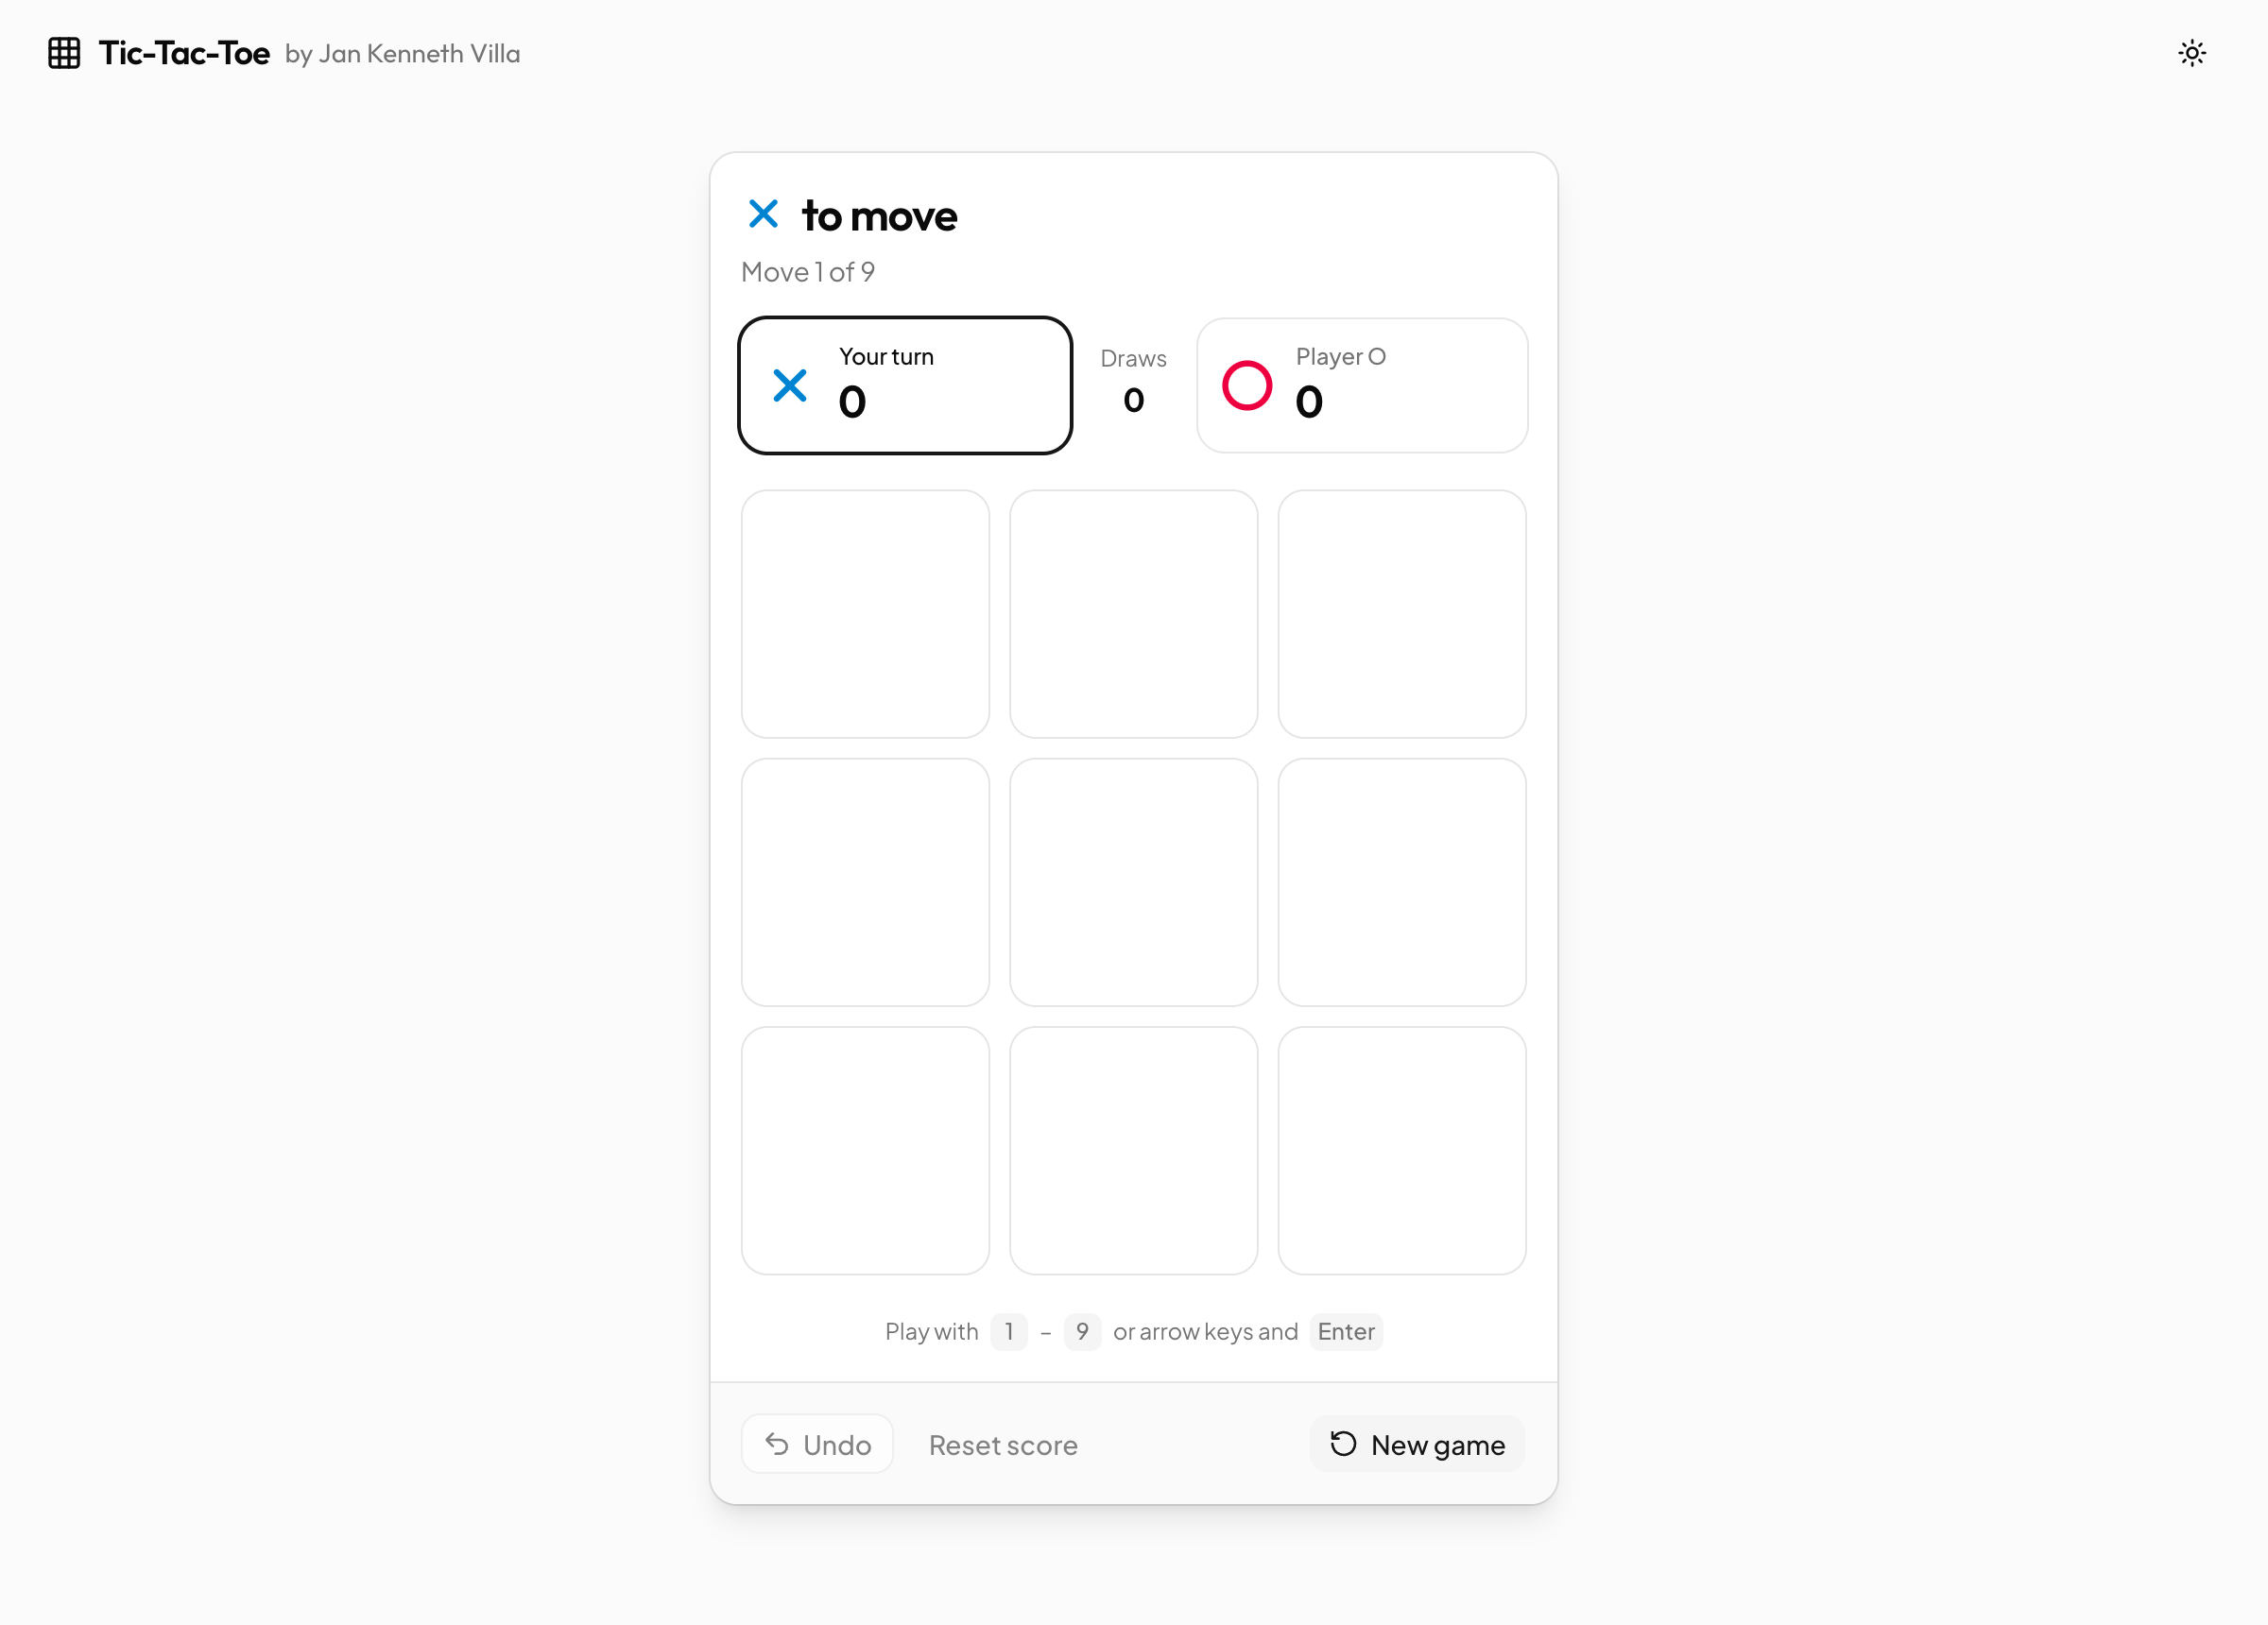 Tic-Tac-Toe by Jan Kenneth Villa
to move
Move 1 of 9
Your turn
0
Draws
0
Player O
0
Play with 1 – 9 or arrow keys and Enter
Undo
Reset score
New game